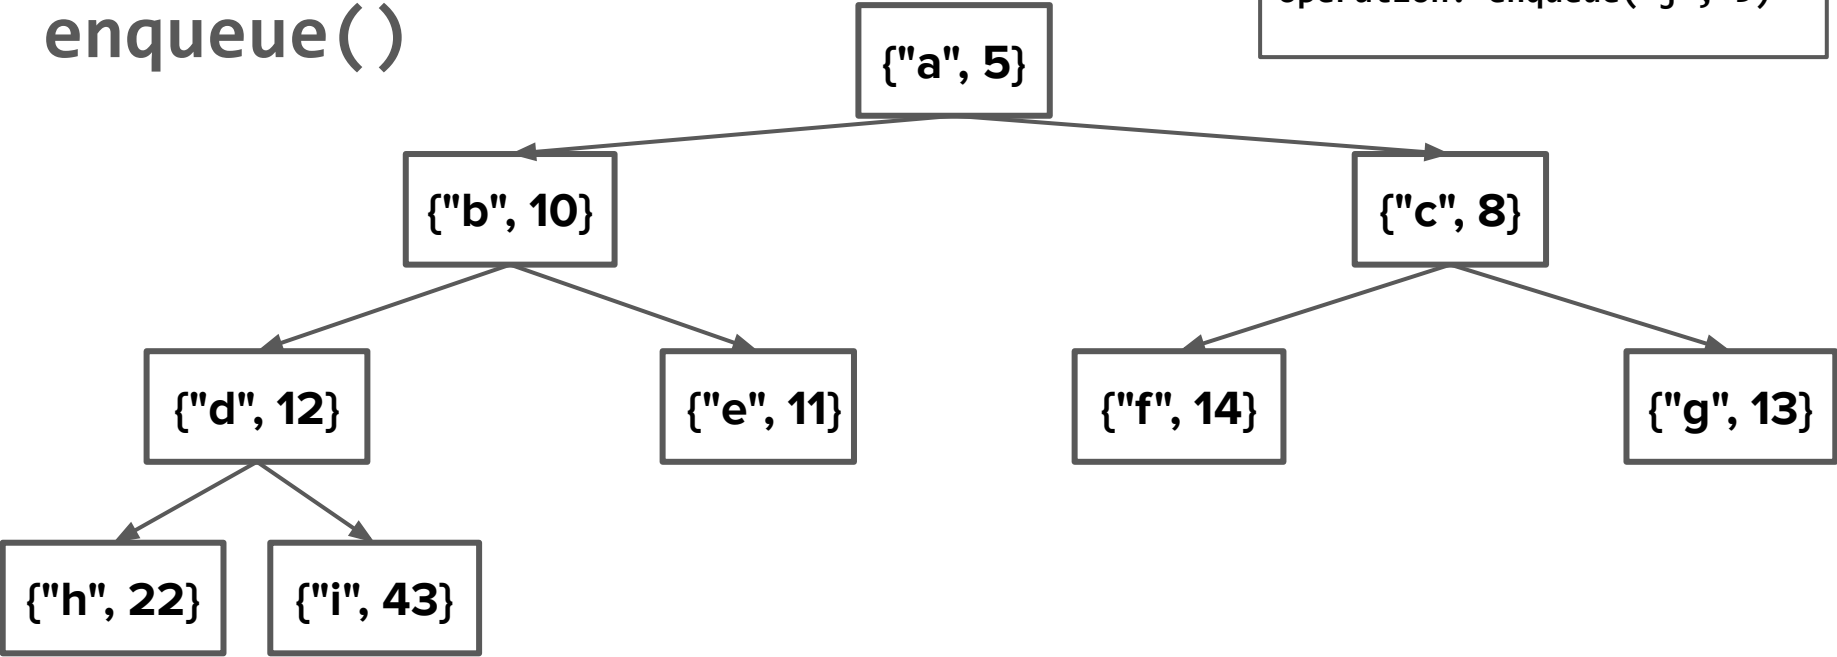 enqueue()
{"a", 5}
{"b", 10}
{"c", 8}
{"d", 12}
{"e", 11}
{"f", 14}
{"g", 13}
{"h", 22}
{"i", 43}